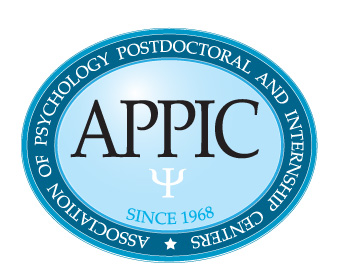 ASSOCIATION OF PSYCHOLOGY POSTDOCTORAL AND INTERNSHIP CENTERS
APPIC
Ψ
SINCE 1968